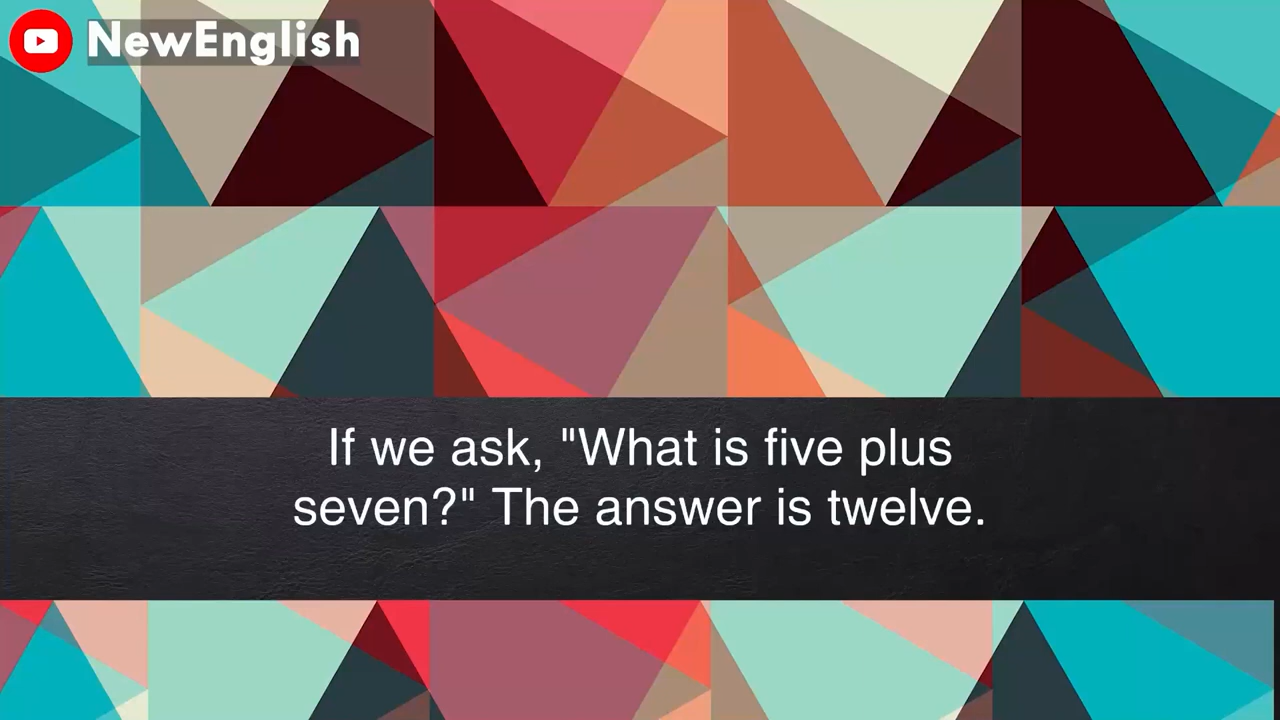 NewEnglish
If we ask, "What is five plus
seven?" The answer is twelve.